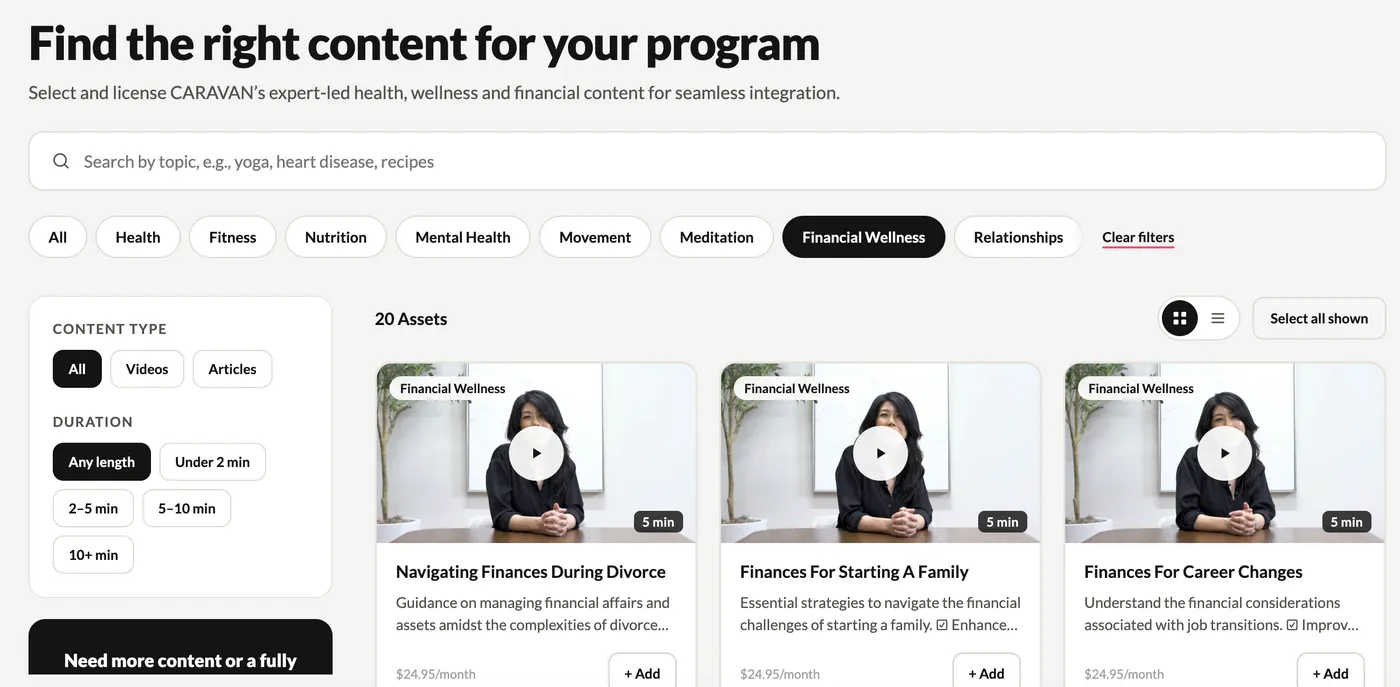 Find the right content for your program
Select and license CARAVAN's expert-led health, wellness and financial content for seamless integration.
Search by topic, e.g., yoga, heart disease, recipes
All
Health
Fitness
Nutrition
Mental Health
Movement
Meditation
Financial Wellness
Relationships
Clear filters
CONTENT TYPE
All
Videos
Articles
DURATION
Any length
Under 2 min
2–5 min
5–10 min
10+ min
Need more content or a fully
20 Assets
Select all shown
Financial Wellness
5 min
Navigating Finances During Divorce
Guidance on managing financial affairs and
assets amidst the complexities of divorce...
$24.95/month
+ Add
Financial Wellness
5 min
Finances For Starting A Family
Essential strategies to navigate the financial
challenges of starting a family. ☑ Enhance...
$24.95/month
+ Add
Financial Wellness
5 min
Finances For Career Changes
Understand the financial considerations
associated with job transitions. ☑ Improv...
$24.95/month
+ Add